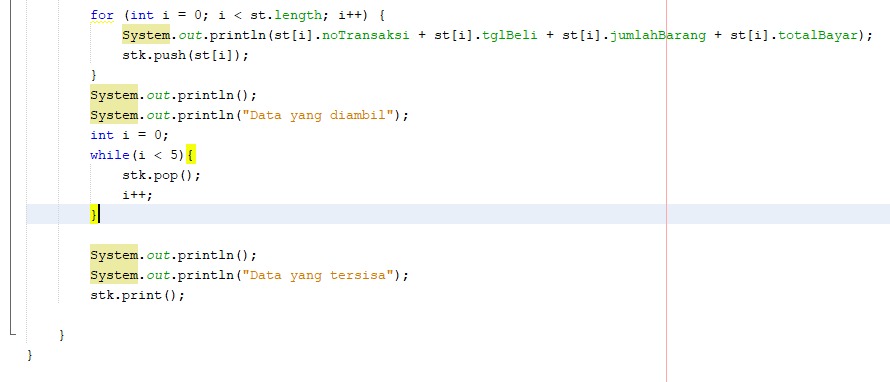 for (int i = 0; i < st.length; i++) {
System.out.println(st[i].noTransaksi + st[i].tglBeli + st[i].jumlahBarang + st[i].totalBayar);
stk.push(st[i]);
}
System.out.println();
System.out.println("Data yang diambil");
int i = 0;
while(i < 5){
stk.pop();
i++;
}
System.out.println();
System.out.println("Data yang tersisa");
stk.print();
}
}